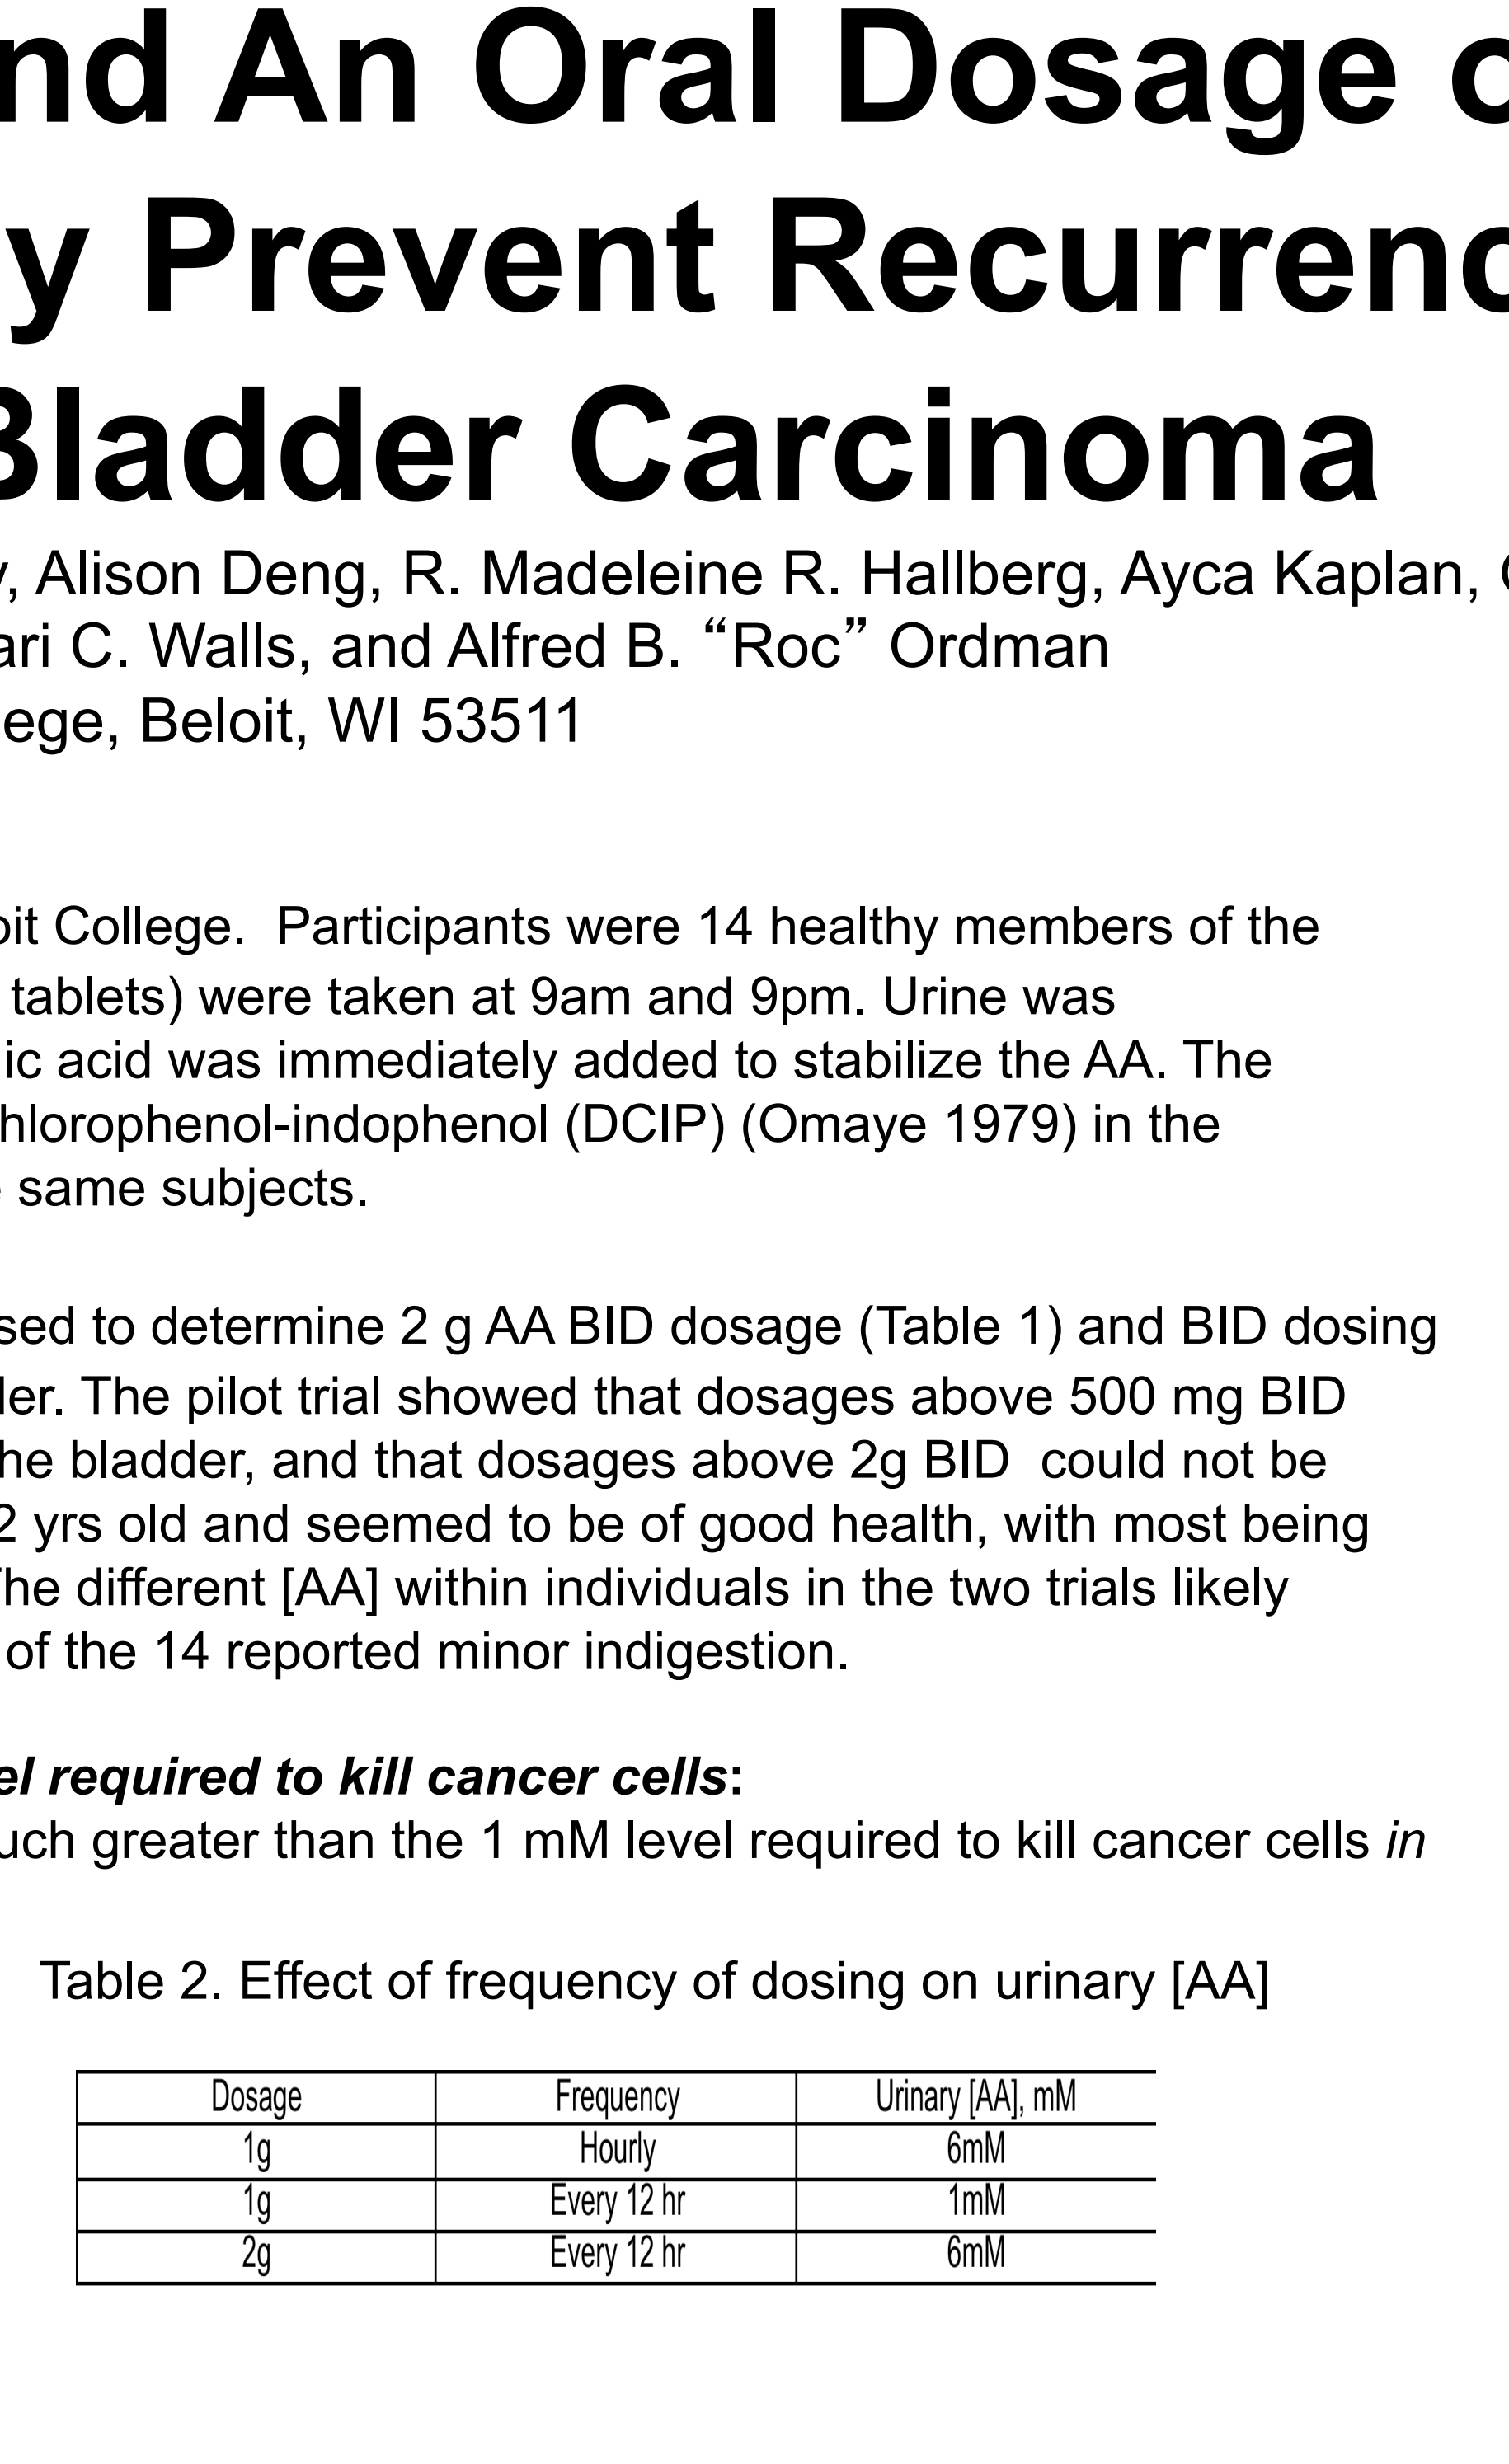 nd An Oral Dosage
y Prevent Recurrenc
Bladder Carcinoma
, Alison Deng, R. Madeleine R. Hallberg, Ayca Kaplan,
ari C. Walls, and Alfred B. “Roc” Ordman
ege, Beloit, WI 53511
oit College. Participants were 14 healthy members of the
tablets) were taken at 9am and 9pm. Urine was
ic acid was immediately added to stabilize the AA. The
hlorophenol-indophenol (DCIP) (Omaye 1979) in the
same subjects.
sed to determine 2 g AA BID dosage (Table 1) and BID dosing
der. The pilot trial showed that dosages above 500 mg BID
he bladder, and that dosages above 2g BID could not be
2 yrs old and seemed to be of good health, with most being
The different [AA] within individuals in the two trials likely
of the 14 reported minor indigestion.
el required to kill cancer cells:
uch greater than the 1 mM level required to kill cancer cells in
Table 2. Effect of frequency of dosing on urinary [AA]
Dosage Frequency Urinary [AA], mM
1g Hourly 6mM
1g Every 12 hr 1mM
2g Every 12 hr 6mM